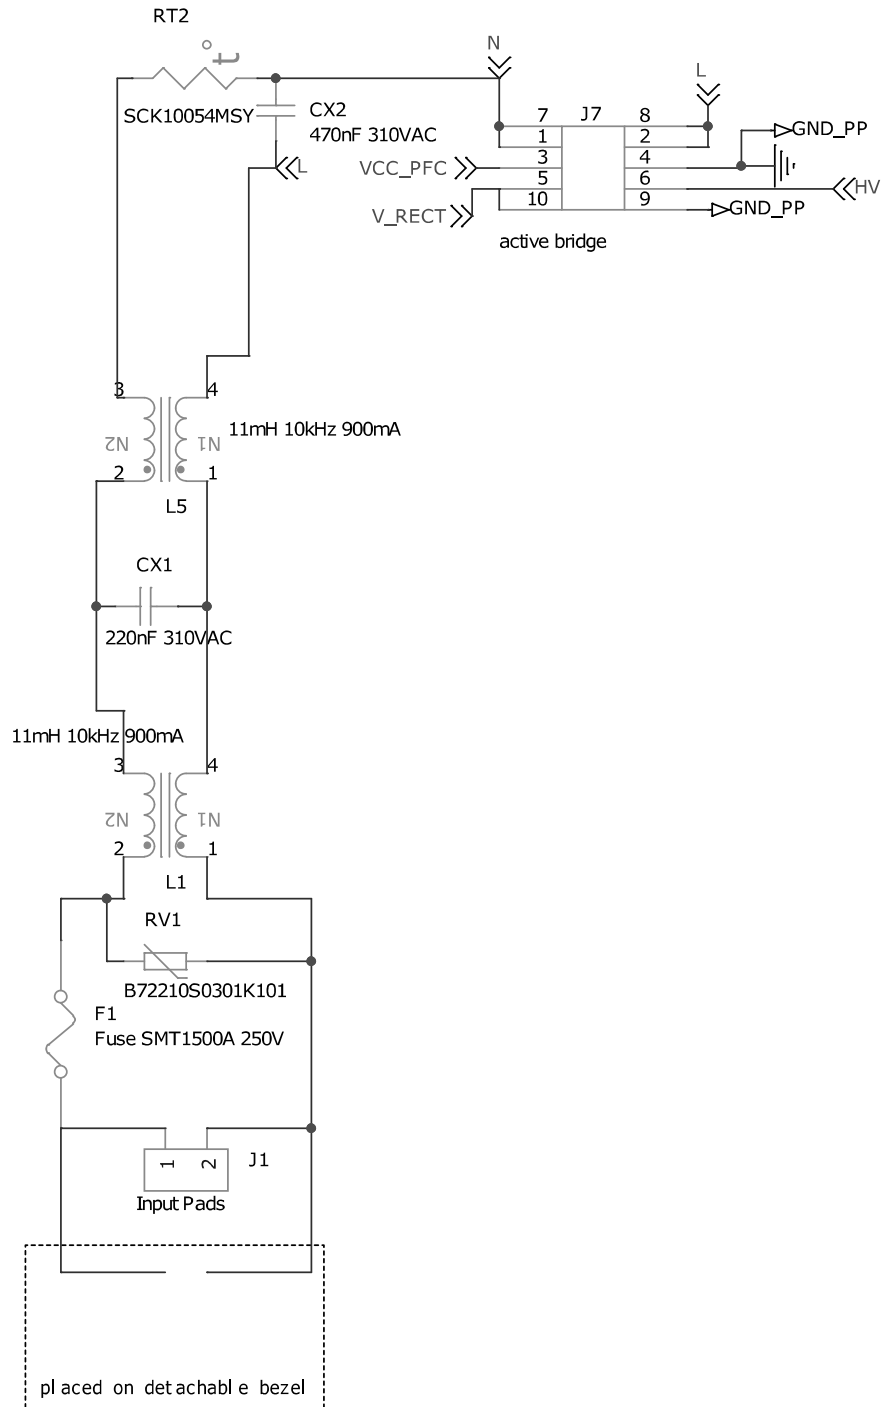 RT2
t°
SCK10054MSY
CX2
470nF 310VAC
L
N
L
7 J7 8
1 2
VCC_PFC 3 4
5 6
V_RECT 10 9
GND_PP
HV
GND_PP
active bridge
3 4
N2 N1
11mH 10kHz 900mA
2 1
L5
CX1
220nF 310VAC
11mH 10kHz 900mA
3 4
N2 N1
2 1
L1
RV1
B72210S0301K101
F1
Fuse SMT1500A 250V
1 2
J1
Input Pads
placed on detachable bezel